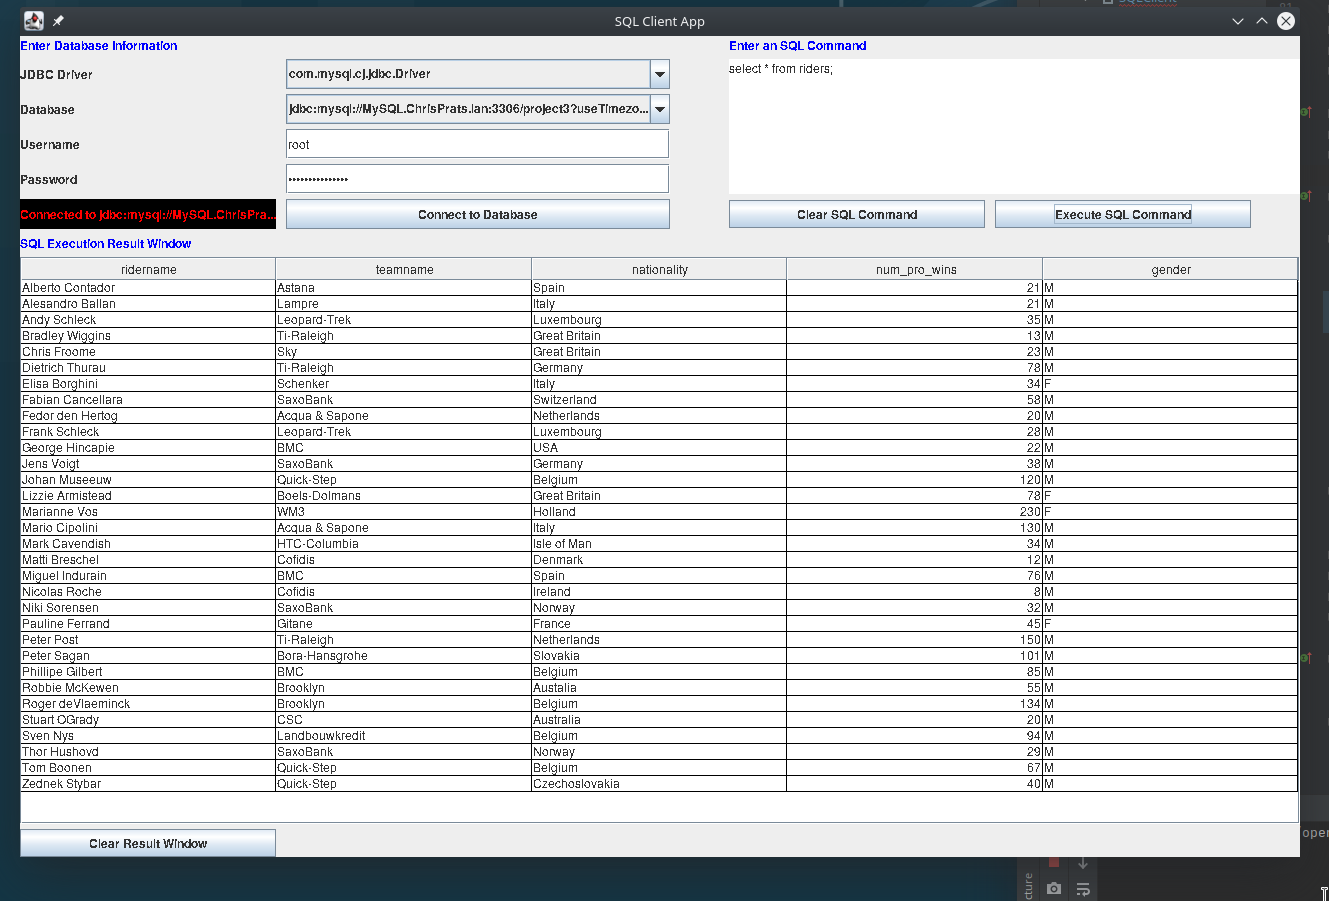 SQLClient
SQL Client App
Enter Database Information
Enter an SQL Command
JDBC Driver
com.mysql.cj.jdbc.Driver
select * from riders;
Database
jdbc:mysql://MySQL.ChrisPrats.lan:3306/project3?useTimezo...
Username
root
Password
••••••••••••••
Connected to jdbc:mysql://MySQL.ChrisPra...
Connect to Database
Clear SQL Command
Execute SQL Command
SQL Execution Result Window
ridername teamname nationality num_pro_wins gender
Alberto Contador Astana Spain 21 M
Alesandro Ballan Lampre Italy 21 M
Andy Schleck Leopard-Trek Luxembourg 35 M
Bradley Wiggins Ti-Raleigh Great Britain 13 M
Chris Froome Sky Great Britain 23 M
Dietrich Thurau Ti-Raleigh Germany 78 M
Elisa Borghini Schenker Italy 34 F
Fabian Cancellara SaxoBank Switzerland 58 M
Fedor den Hertog Acqua & Sapone Netherlands 20 M
Frank Schleck Leopard-Trek Luxembourg 28 M
George Hincapie BMC USA 22 M
Jens Voigt SaxoBank Germany 38 M
Johan Museeuw Quick-Step Belgium 120 M
Lizzie Armistead Boels-Dolmans Great Britain 78 F
Marianne Vos WM3 Holland 230 F
Mario Cipolini Acqua & Sapone Italy 130 M
Mark Cavendish HTC-Columbia Isle of Man 34 M
Matti Breschel Cofidis Denmark 12 M
Miguel Indurain BMC Spain 76 M
Nicolas Roche Cofidis Ireland 8 M
Niki Sorensen SaxoBank Norway 32 M
Pauline Ferrand Gitane France 45 F
Peter Post Ti-Raleigh Netherlands 150 M
Peter Sagan Bora-Hansgrohe Slovakia 101 M
Phillipe Gilbert BMC Belgium 85 M
Robbie McKewen Brooklyn Austalia 55 M
Roger deVlaeminck Brooklyn Belgium 134 M
Stuart OGrady CSC Australia 20 M
Sven Nys Landbouwkredit Belgium 94 M
Thor Hushovd SaxoBank Norway 29 M
Tom Boonen Quick-Step Belgium 67 M
Zednek Stybar Quick-Step Czechoslovakia 40 M
Clear Result Window
oper
cture